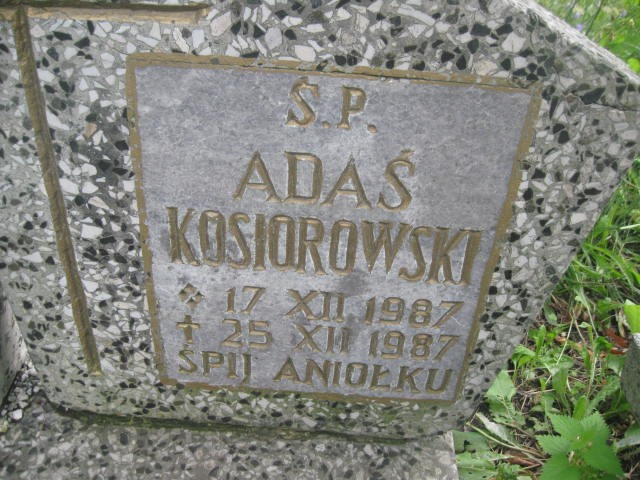 Ś.P.
ADAŚ
KOSIOROWSKI
* 17 XII 1987
† 25 XII 1987
ŚPIJ ANIOŁKU